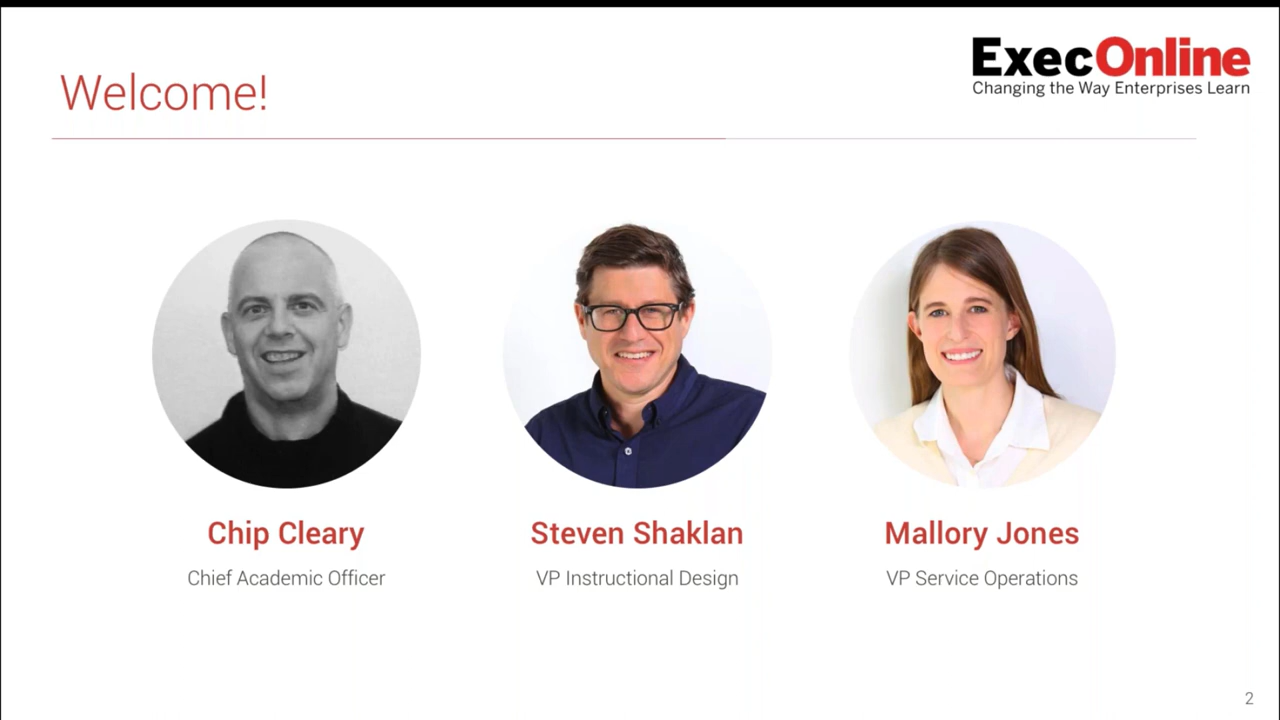 ExecOnline
Changing the Way Enterprises Learn
Welcome!
Chip Cleary
Chief Academic Officer
Steven Shaklan
VP Instructional Design
Mallory Jones
VP Service Operations
2